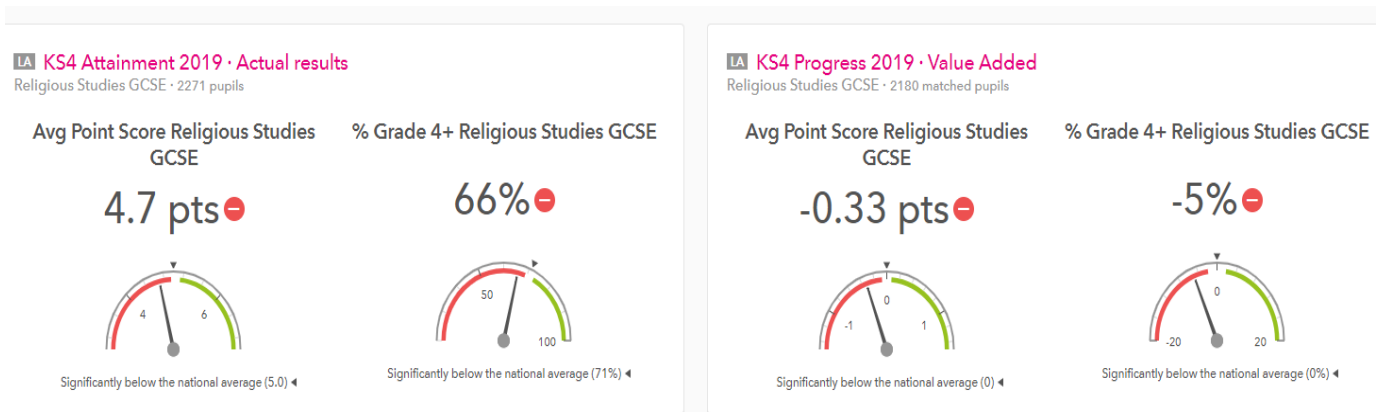 LA KS4 Attainment 2019 · Actual results
Religious Studies GCSE · 2271 pupils
Avg Point Score Religious Studies
GCSE
4.7 pts
4
6
Significantly below the national average (5.0)
% Grade 4+ Religious Studies GCSE
66%
50
100
Significantly below the national average (71%)
LA KS4 Progress 2019 · Value Added
Religious Studies GCSE · 2180 matched pupils
Avg Point Score Religious Studies
GCSE
-0.33 pts
-1
0
1
Significantly below the national average (0)
% Grade 4+ Religious Studies GCSE
-5%
-20
0
20
Significantly below the national average (0%)